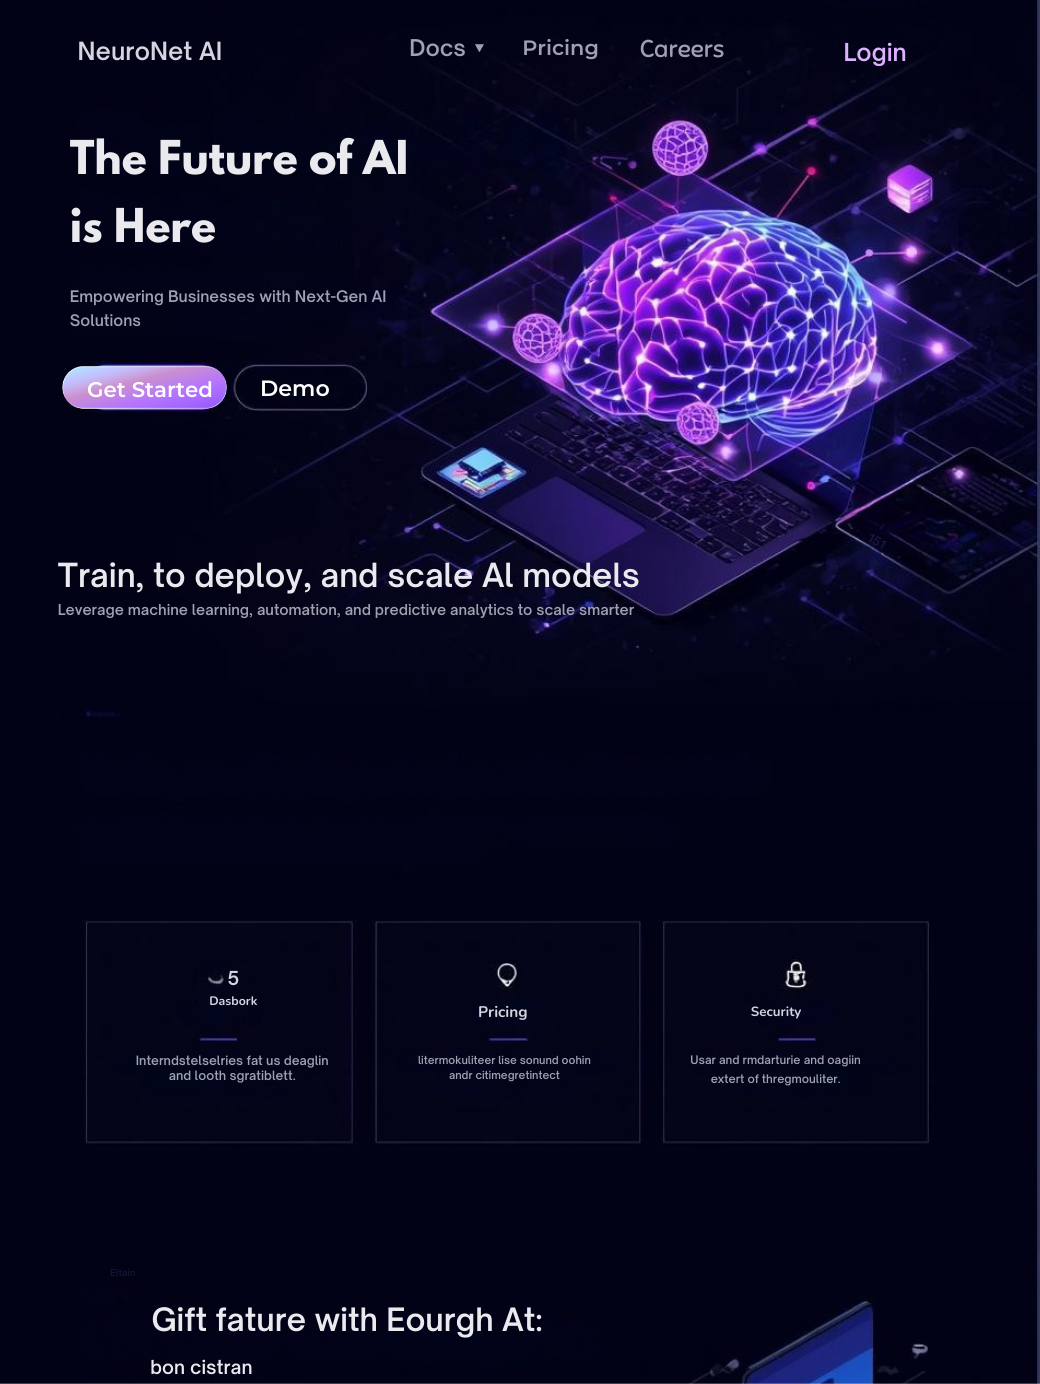 NeuroNet AI
Docs ▼ Pricing Careers Login
The Future of AI
is Here
Empowering Businesses with Next-Gen AI
Solutions
Get Started Demo
Train, to deploy, and scale Al models
Leverage machine learning, automation, and predictive analytics to scale smarter
5
Dasbork
Interndstelselries fat us deaglin
and looth sgratiblett.
Pricing
litermokuliteer lise sonund oohin
andr citimegretintect
Security
Usar and rmdarturie and oagiin
extert of thregmouliter.
Eltain
Gift fature with Eourgh At:
bon cistran